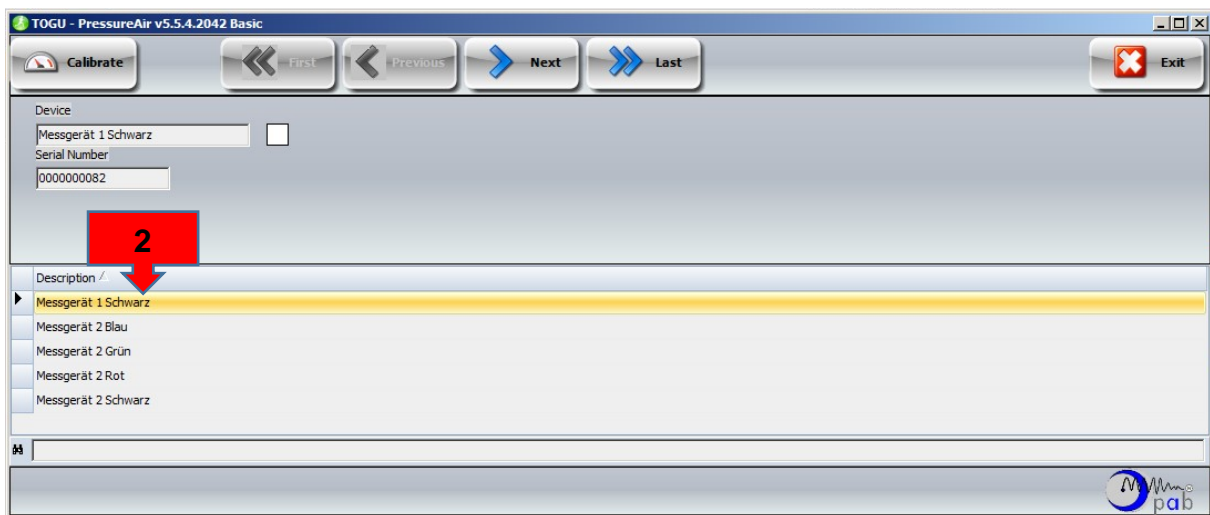 TOGU - PressureAir v5.5.4.2042 Basic
Calibrate First Previous Next Last Exit
Device
Messgerät 1 Schwarz
Serial Number
0000000082
2
Description
Messgerät 1 Schwarz
Messgerät 2 Blau
Messgerät 2 Grün
Messgerät 2 Rot
Messgerät 2 Schwarz
pab